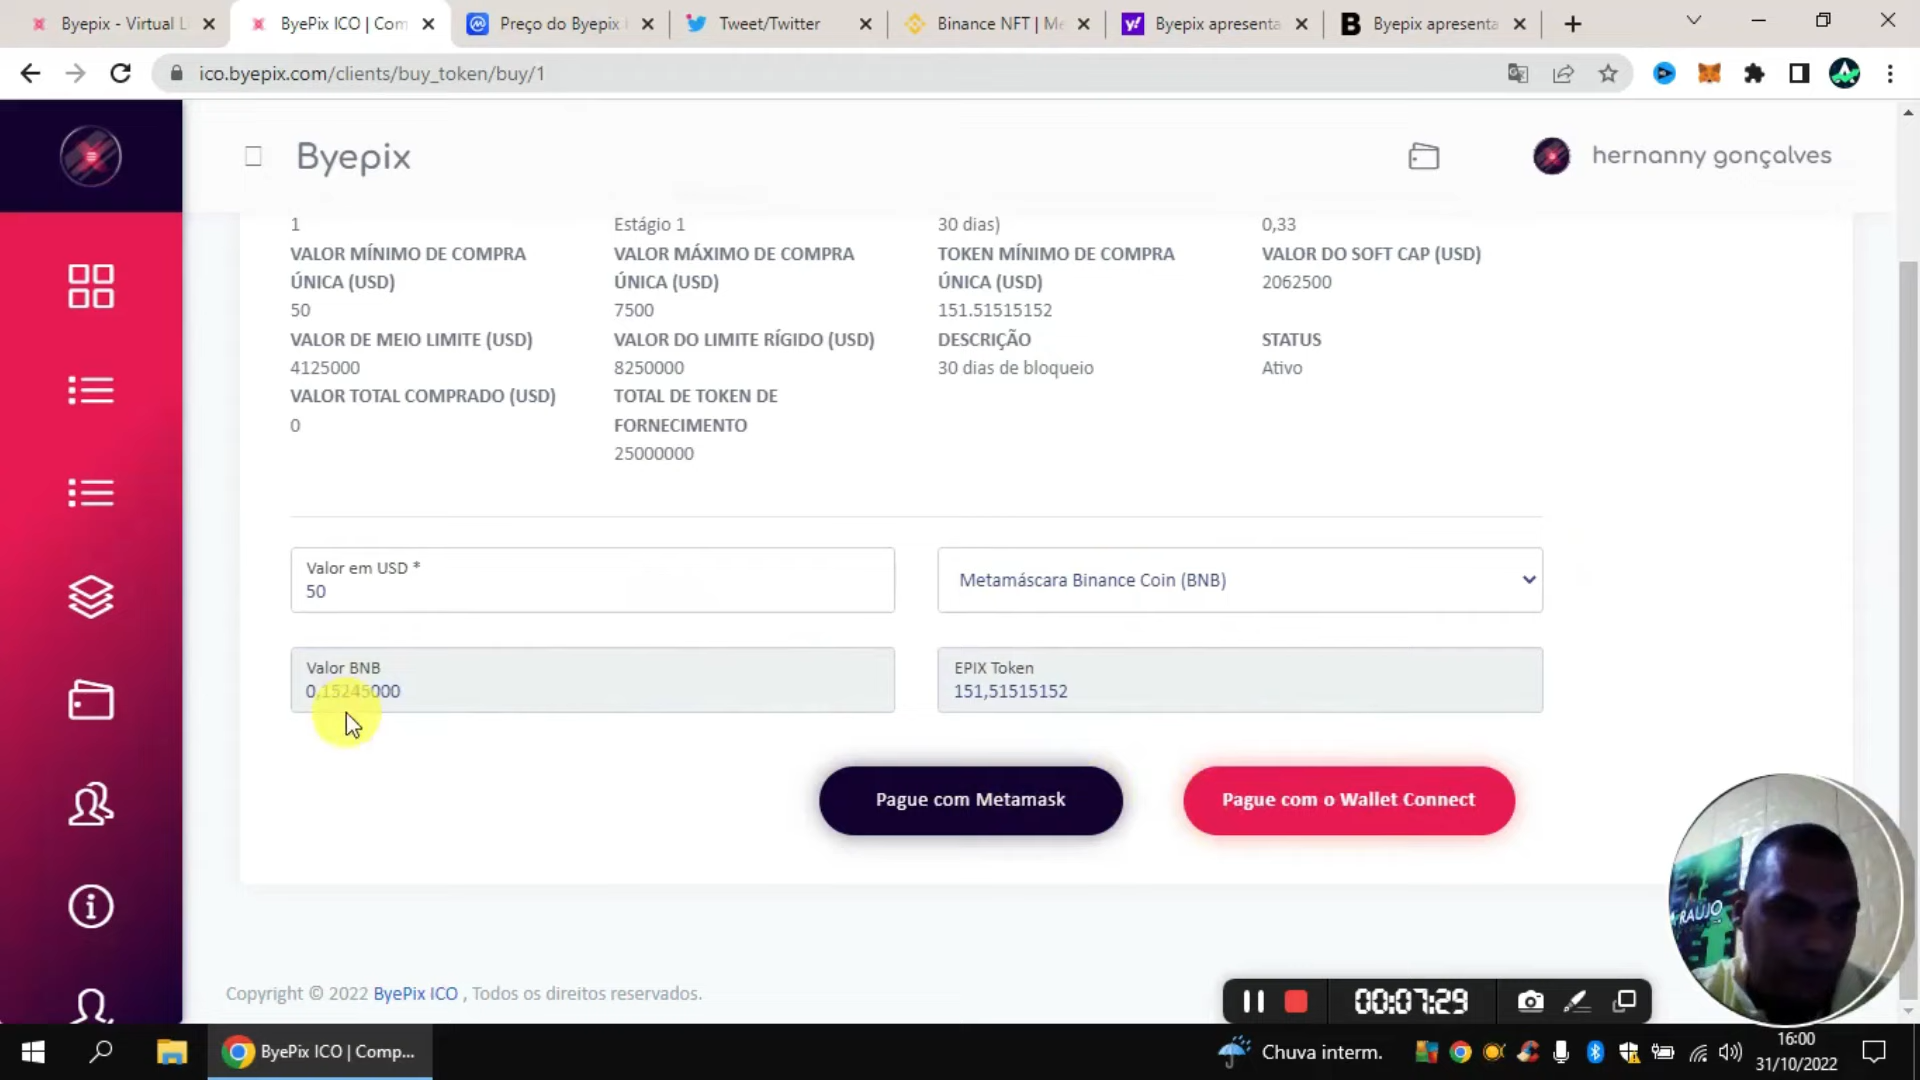 Byepix - Virtual L
ByePix ICO | Com
Preço do Byepix
Tweet/Twitter
Binance NFT | Me
Byepix apresenta
Byepix apresenta
ico.byepix.com/clients/buy_token/buy/1
Byepix
hernanny gonçalves
1
Estágio 1
30 dias)
0,33
VALOR MÍNIMO DE COMPRA
ÚNICA (USD)
50
VALOR MÁXIMO DE COMPRA
ÚNICA (USD)
7500
TOKEN MÍNIMO DE COMPRA
ÚNICA (USD)
151.51515152
VALOR DO SOFT CAP (USD)
2062500
VALOR DE MEIO LIMITE (USD)
4125000
VALOR DO LIMITE RÍGIDO (USD)
8250000
DESCRIÇÃO
30 dias de bloqueio
STATUS
Ativo
VALOR TOTAL COMPRADO (USD)
0
TOTAL DE TOKEN DE
FORNECIMENTO
25000000
Valor em USD *
50
Metamáscara Binance Coin (BNB)
Valor BNB
0,15245000
EPIX Token
151,51515152
Pague com Metamask
Pague com o Wallet Connect
ARAUJO
Copyright © 2022 ByePix ICO , Todos os direitos reservados.
00:07:29
ByePix ICO | Comp...
Chuva interm.
16:00
31/10/2022